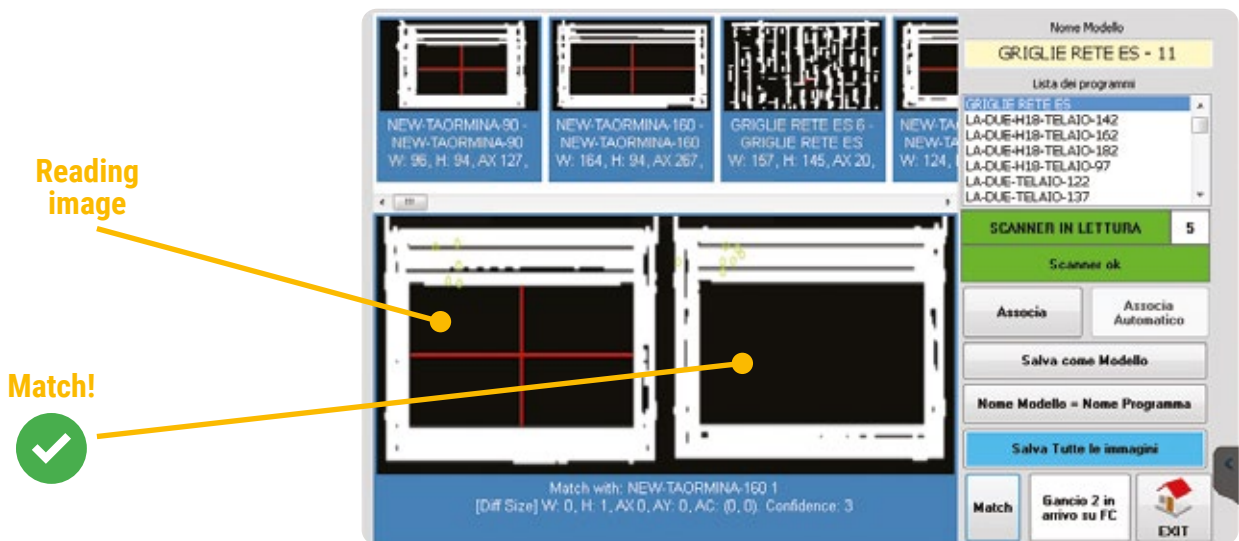 Reading
image
Match!
NEW-TAORMINA-90 -
NEW-TAORMINA-90
W: 96, H: 94, AX 127,
NEW-TAORMINA-160 -
NEW-TAORMINA-160
W: 164, H: 94, AX 267,
GRIGLIE RETE ES 6 -
GRIGLIE RETE ES
W: 157, H: 145, AX 20,
NEW-TA
NEW-TA
W: 124,
Match with: NEW-TAORMINA-160 1
[Diff Size] W: 0, H: 1, AX 0, AY: 0, AC: (0, 0). Confidence: 3
Nome Modello
GRIGLIE RETE ES - 11
Lista dei programmi
GRIGLIE RETE ES
LA-DUE-H18-TELAIO-142
LA-DUE-H18-TELAIO-162
LA-DUE-H18-TELAIO-182
LA-DUE-H18-TELAIO-97
LA-DUE-TELAIO-122
LA-DUE-TELAIO-137
SCANNER IN LETTURA 5
Scanner ok
Associa
Associa
Automatico
Salva come Modello
Nome Modello = Nome Programma
Salva Tutte le immagini
Match
Gancio 2 in
arrivo su FC
EXIT